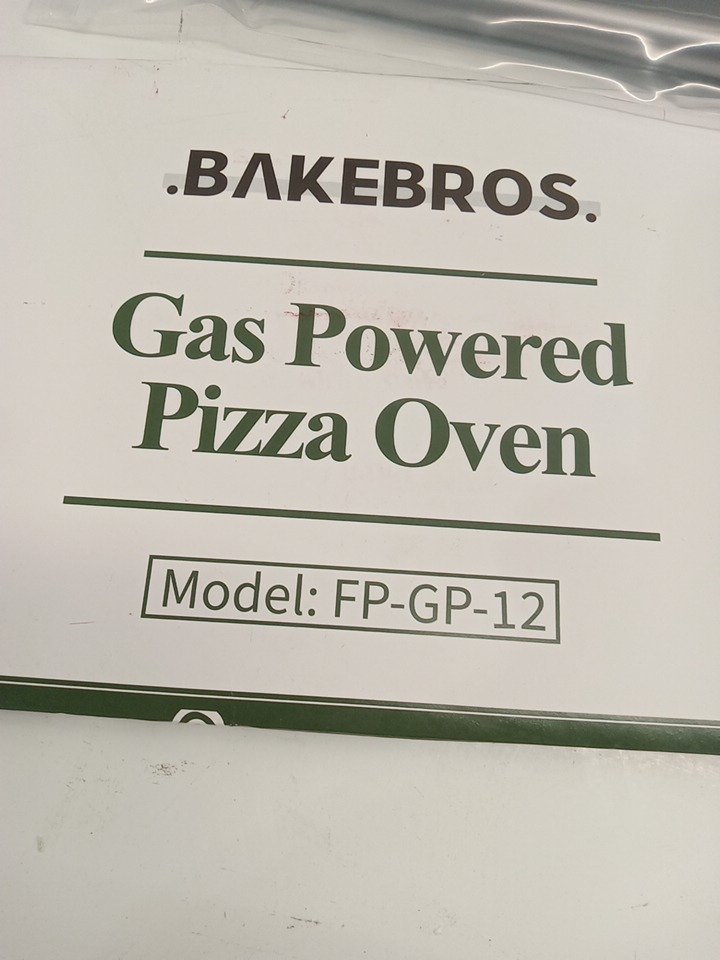 .BAKEBROS.
Gas Powered
Pizza Oven
Model: FP-GP-12